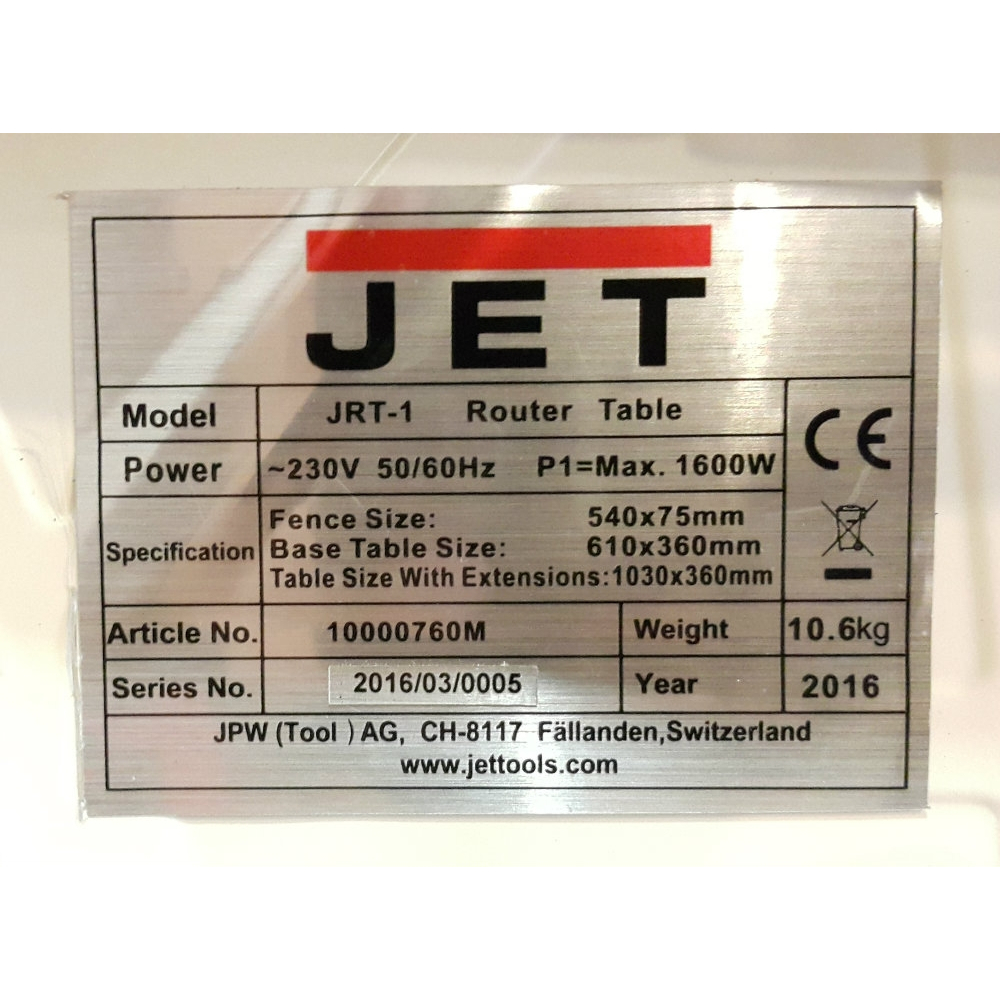 JET
Model JRT-1 Router Table
CE
Power ~230V 50/60Hz P1=Max. 1600W
Specification
Fence Size: 540x75mm
Base Table Size: 610x360mm
Table Size With Extensions:1030x360mm
Article No. 10000760M Weight 10.6kg
Series No. 2016/03/0005 Year 2016
JPW (Tool ) AG, CH-8117 Fällanden,Switzerland
www.jettools.com